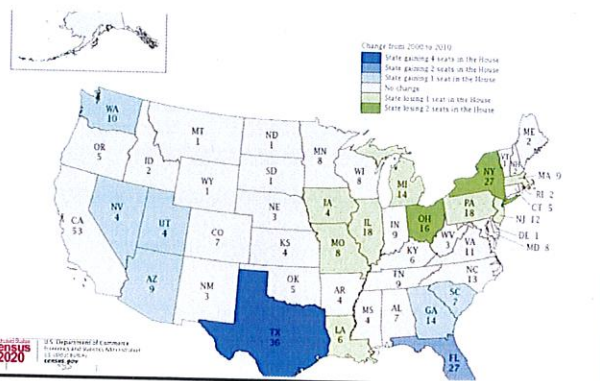 Change from 2000 to 2010
State gaining 4 seats in the House
State gaining 2 seats in the House
State gaining 1 seat in the House
No change
State losing 1 seat in the House
State losing 2 seats in the House
WA
10
OR
5
CA
53
NV
4
ID
2
MT
1
WY
1
UT
4
AZ
9
CO
7
NM
3
ND
1
SD
1
NE
3
KS
4
OK
5
TX
36
MN
8
IA
4
MO
8
AR
4
LA
6
WI
8
IL
18
MI
14
IN
9
OH
16
KY
6
TN
9
MS
4
AL
7
GA
14
FL
27
SC
7
NC
13
VA
11
WV
3
PA
18
NY
27
VT
1
NH
2
ME
2
MA 9
RI 2
CT 5
NJ 12
DE 1
MD 8
census
2020
U.S. Department of Commerce
census.gov